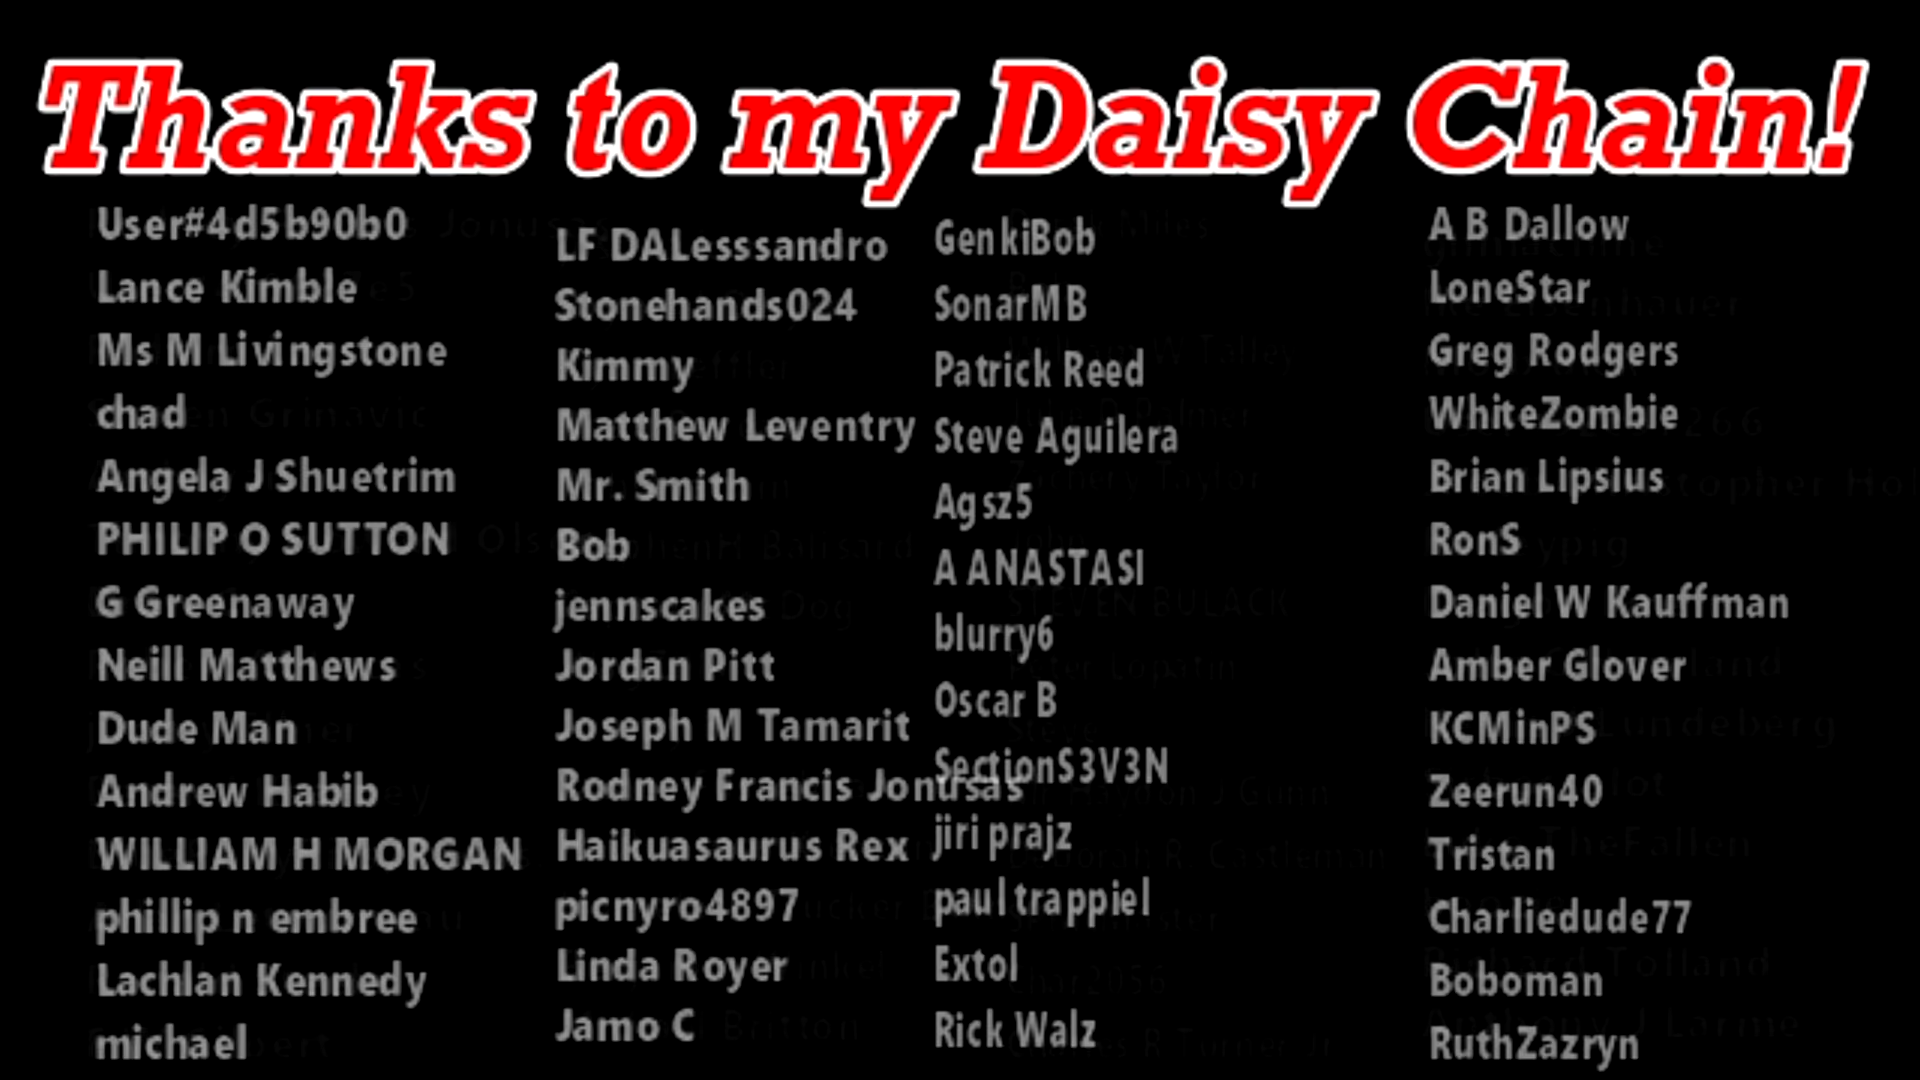 Thanks to my Daisy Chain!
User#4d5b90b0
Lance Kimble
Ms M Livingstone
chad
Angela J Shuetrim
PHILIP O SUTTON
G Greenaway
Neill Matthews
Dude Man
Andrew Habib
WILLIAM H MORGAN
phillip n embree
Lachlan Kennedy
michael
LF DALesssandro
Stonehands024
Kimmy
Matthew Leventry
Mr. Smith
Bob
jennscakes
Jordan Pitt
Joseph M Tamarit
Rodney Francis Jonusas
Haikuasaurus Rex
picnyro4897
Linda Royer
Jamo C
GenkiBob
SonarMB
Patrick Reed
Steve Aguilera
Agsz5
A ANASTASI
blurry6
Oscar B
SectionS3V3N
jiri prajz
paul trappiel
Extol
Rick Walz
A B Dallow
LoneStar
Greg Rodgers
WhiteZombie
Brian Lipsius
RonS
Daniel W Kauffman
Amber Glover
KCMinPS
Zeerun40
Tristan
Charliedude77
Boboman
RuthZazryn